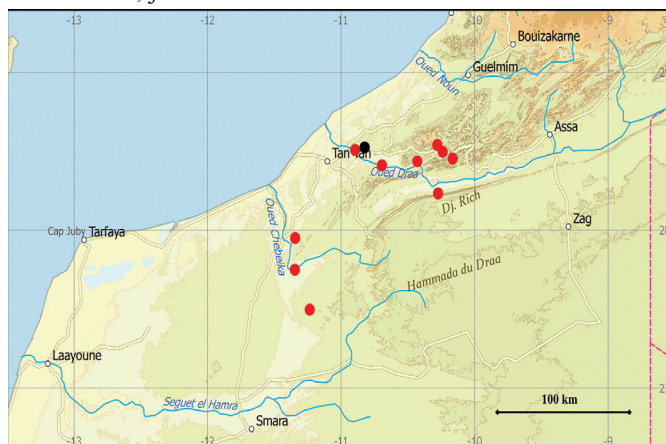 -13 -12 -11 -10 -9
Bouizakarne
Guelmim
Oued Noun
Assa
Tan Tan
Oued Draa
Dj. Rich
Zag
Oued Chebeika
Cap Juby Tarfaya
Hammada du Draa
Laayoune
100 km
Seguet el Hamra
Smara
-13 -12 -11 -10 -9